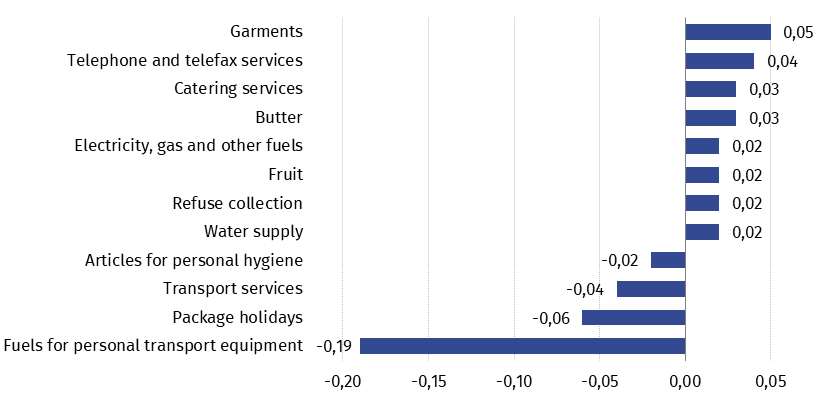 Garments 0,05
Telephone and telefax services 0,04
Catering services 0,03
Butter 0,03
Electricity, gas and other fuels 0,02
Fruit 0,02
Refuse collection 0,02
Water supply 0,02
Articles for personal hygiene -0,02
Transport services -0,04
Package holidays -0,06
Fuels for personal transport equipment -0,19
-0,20 -0,15 -0,10 -0,05 0,00 0,05